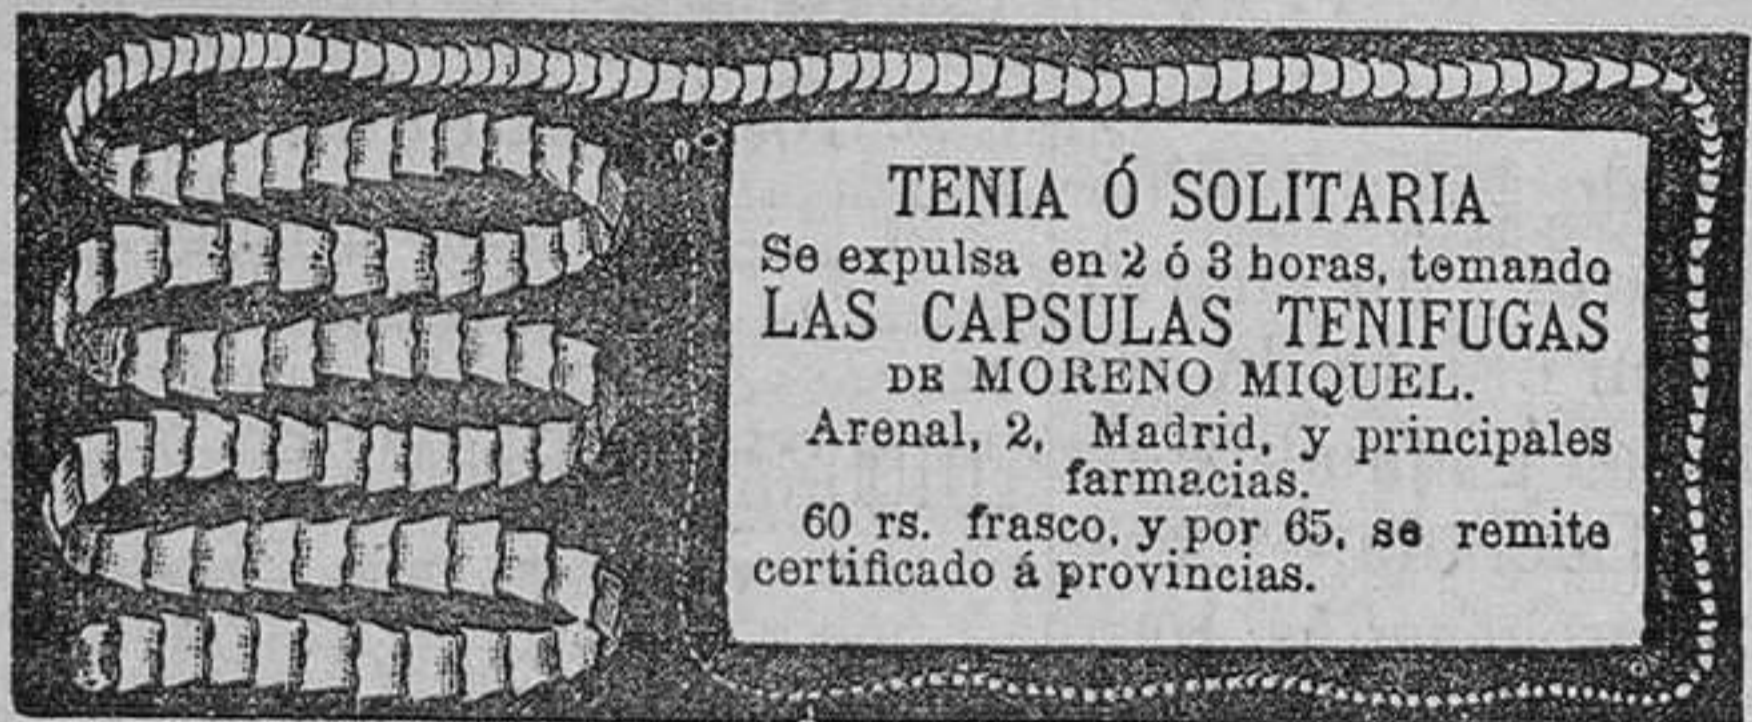 TENIA Ó SOLITARIA
Se expulsa en 2 ó 3 horas, tomando
LAS CAPSULAS TENIFUGAS
DE MORENO MIQUEL.
Arenal, 2, Madrid, y principales
farmacias.
60 rs. frasco, y por 65, se remite
certificado á provincias.